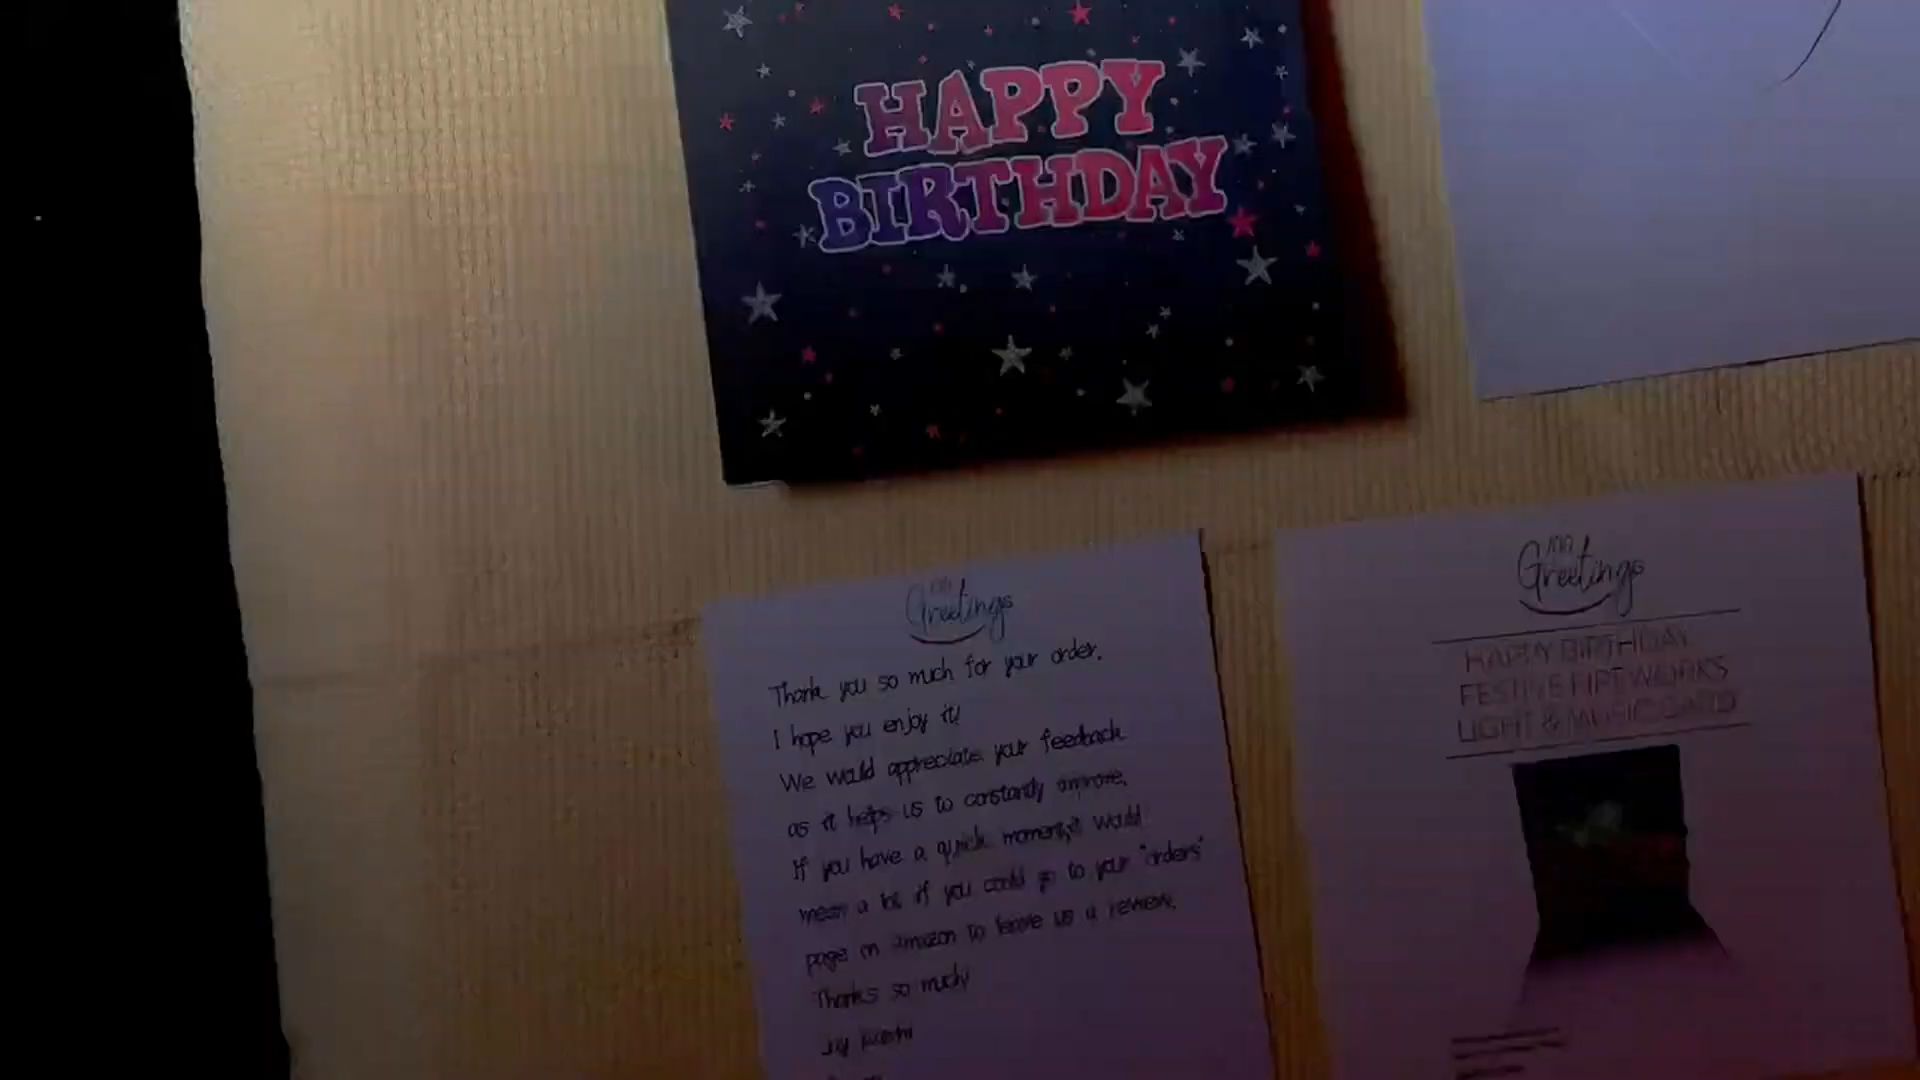 HAPPY
BIRTHDAY
Greetings
Thank you so much for your order.
I hope you enjoy it!
We would appreciate your feedback
as it helps us to constantly improve.
If you have a quick moment, it would
mean a lot if you could go to your "orders"
page on Amazon to leave us a review.
Thanks so much!
Greetings
HAPPY BIRTHDAY
FESTIVE FIREWORKS
LIGHT & MUSIC CARD